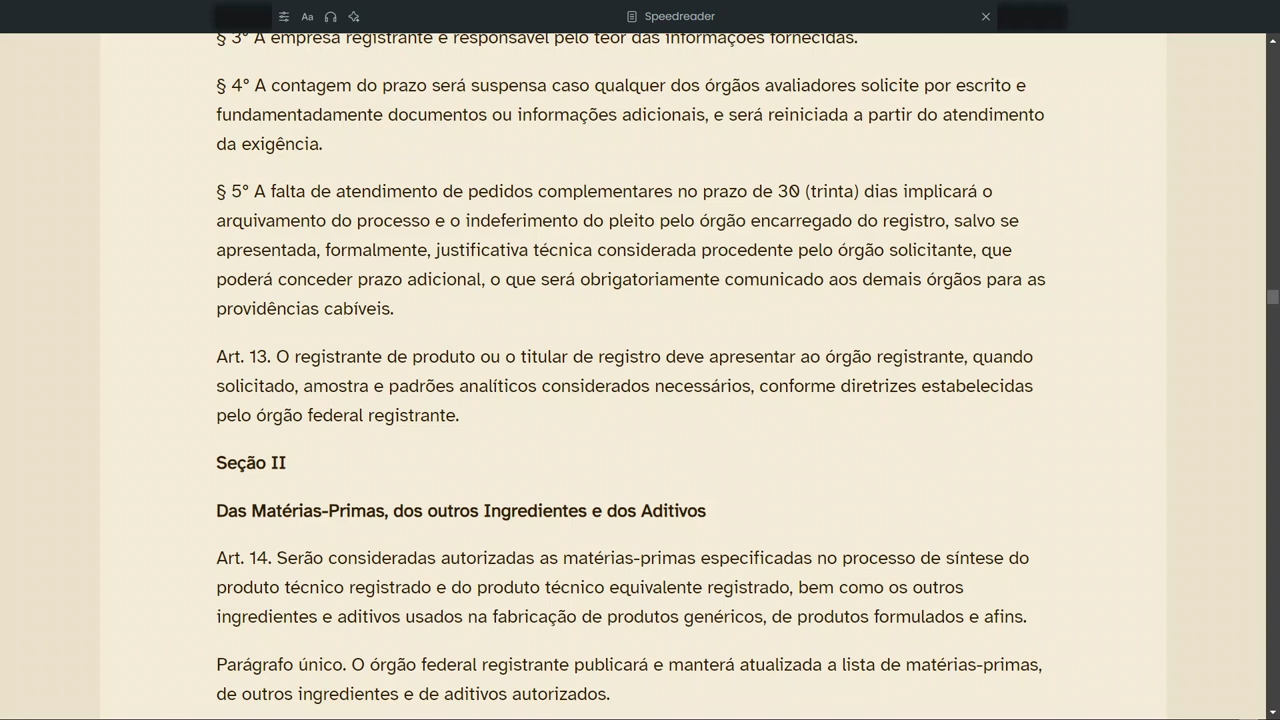 Aa
Speedreader
§ 3º A empresa registrante é responsável pelo teor das informações fornecidas.
§ 4º A contagem do prazo será suspensa caso qualquer dos órgãos avaliadores solicite por escrito e
fundamentadamente documentos ou informações adicionais, e será reiniciada a partir do atendimento
da exigência.
§ 5º A falta de atendimento de pedidos complementares no prazo de 30 (trinta) dias implicará o
arquivamento do processo e o indeferimento do pleito pelo órgão encarregado do registro, salvo se
apresentada, formalmente, justificativa técnica considerada procedente pelo órgão solicitante, que
poderá conceder prazo adicional, o que será obrigatoriamente comunicado aos demais órgãos para as
providências cabíveis.
Art. 13. O registrante de produto ou o titular de registro deve apresentar ao órgão registrante, quando
solicitado, amostra e padrões analíticos considerados necessários, conforme diretrizes estabelecidas
pelo órgão federal registrante.
Seção II
Das Matérias-Primas, dos outros Ingredientes e dos Aditivos
Art. 14. Serão consideradas autorizadas as matérias-primas especificadas no processo de síntese do
produto técnico registrado e do produto técnico equivalente registrado, bem como os outros
ingredientes e aditivos usados na fabricação de produtos genéricos, de produtos formulados e afins.
Parágrafo único. O órgão federal registrante publicará e manterá atualizada a lista de matérias-primas,
de outros ingredientes e de aditivos autorizados.